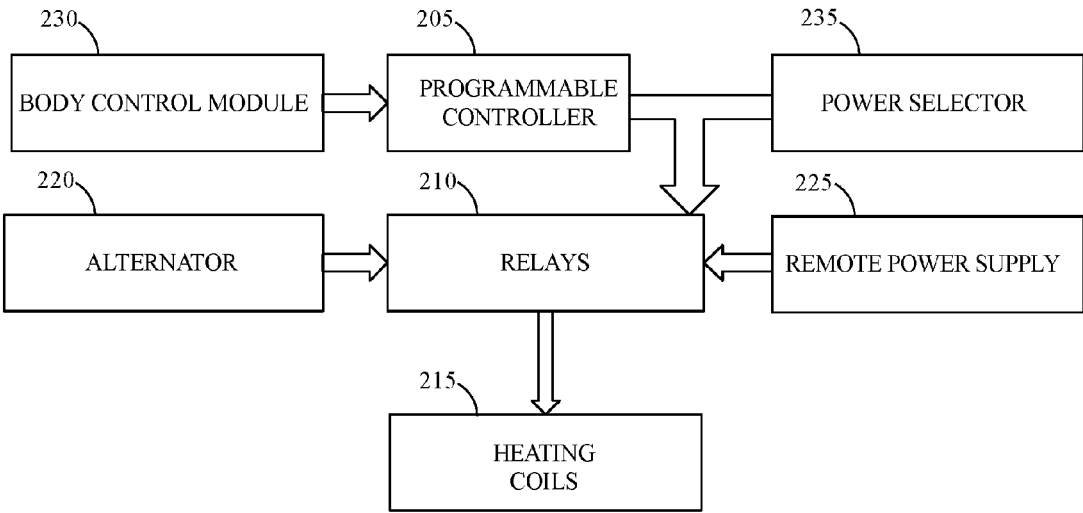 230
205
235
BODY CONTROL MODULE
PROGRAMMABLE
CONTROLLER
POWER SELECTOR
220
210
225
ALTERNATOR
RELAYS
REMOTE POWER SUPPLY
215
HEATING
COILS